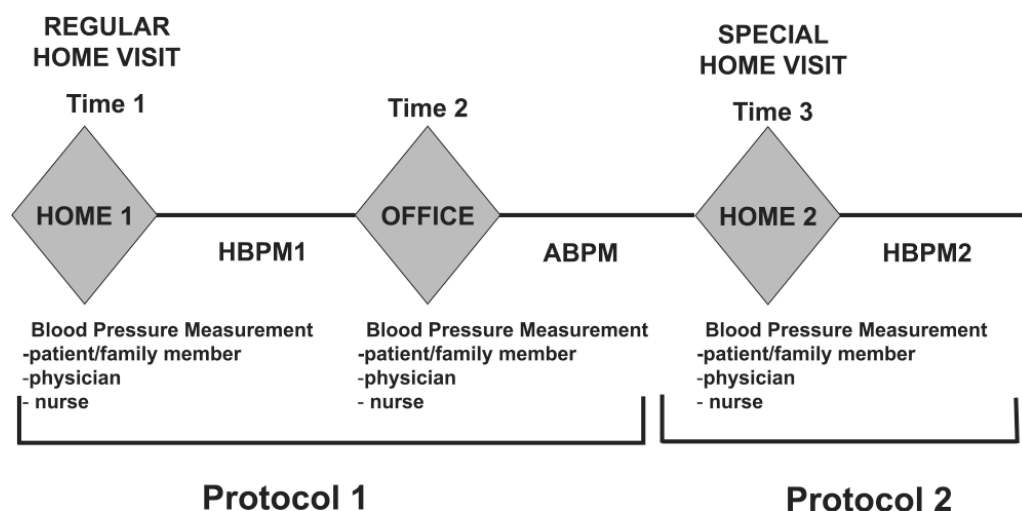 REGULAR
HOME VISIT
SPECIAL
HOME VISIT
Time 1
Time 2
Time 3
HOME 1
OFFICE
HOME 2
HBPM1
ABPM
HBPM2
Blood Pressure Measurement
-patient/family member
-physician
- nurse
Blood Pressure Measurement
-patient/family member
-physician
- nurse
Blood Pressure Measurement
-patient/family member
-physician
- nurse
Protocol 1
Protocol 2